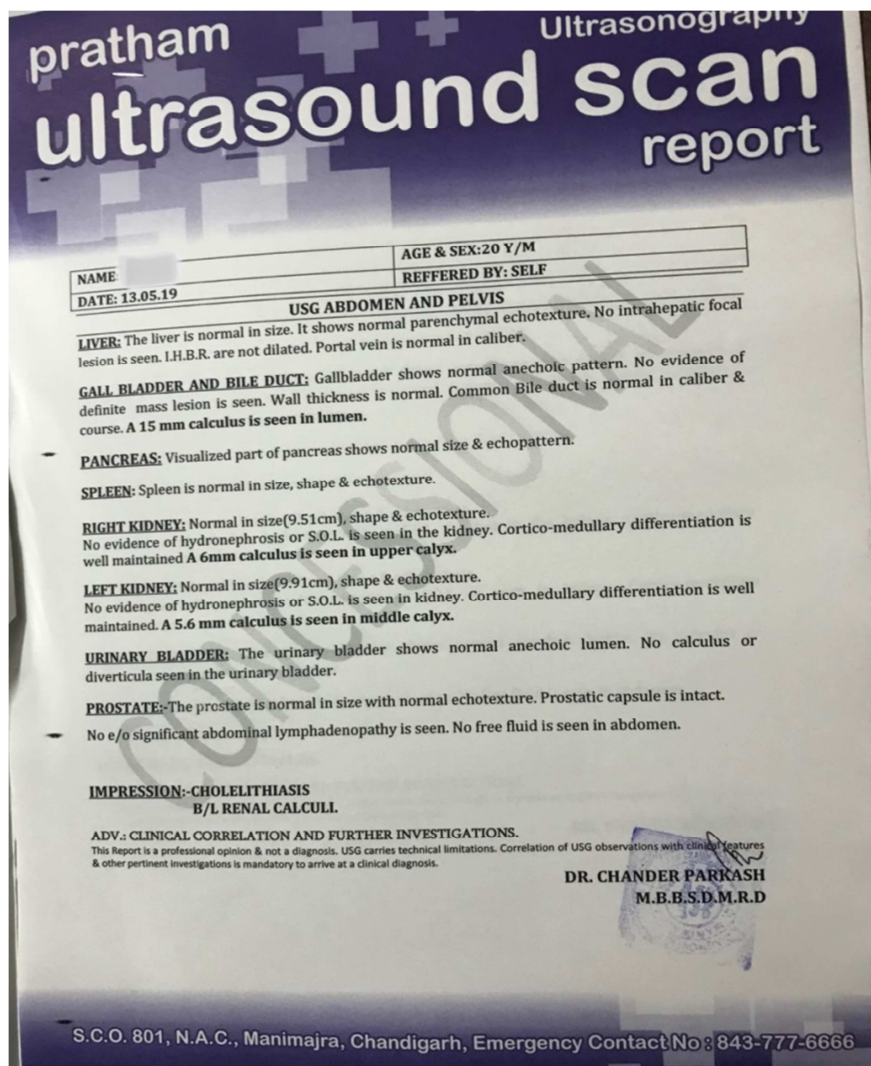 pratham
Ultrasonography
ultrasound scan
report
NAME
AGE & SEX:20 Y/M
DATE: 13.05.19
REFFERED BY: SELF
USG ABDOMEN AND PELVIS
LIVER: The liver is normal in size. It shows normal parenchymal echotexture. No intrahepatic focal
lesion is seen. I.H.B.R. are not dilated. Portal vein is normal in caliber.
GALL BLADDER AND BILE DUCT: Gallbladder shows normal anechoic pattern. No evidence of
definite mass lesion is seen. Wall thickness is normal. Common Bile duct is normal in caliber &
course. A 15 mm calculus is seen in lumen.
PANCREAS: Visualized part of pancreas shows normal size & echopattern.
SPLEEN: Spleen is normal in size, shape & echotexture.
RIGHT KIDNEY: Normal in size(9.51cm), shape & echotexture.
No evidence of hydronephrosis or S.O.L. is seen in the kidney. Cortico-medullary differentiation is
well maintained A 6mm calculus is seen in upper calyx.
LEFT KIDNEY: Normal in size(9.91cm), shape & echotexture.
No evidence of hydronephrosis or S.O.L. is seen in kidney. Cortico-medullary differentiation is well
maintained. A 5.6 mm calculus is seen in middle calyx.
URINARY BLADDER: The urinary bladder shows normal anechoic lumen. No calculus or
diverticula seen in the urinary bladder.
PROSTATE:-The prostate is normal in size with normal echotexture. Prostatic capsule is intact.
No e/o significant abdominal lymphadenopathy is seen. No free fluid is seen in abdomen.
CONCESSIONAL
IMPRESSION:-CHOLELITHIASIS
B/L RENAL CALCULI.
ADV.: CLINICAL CORRELATION AND FURTHER INVESTIGATIONS.
This Report is a professional opinion & not a diagnosis. USG carries technical limitations. Correlation of USG observations with clinical features
& other pertinent investigations is mandatory to arrive at a clinical diagnosis.
DR. CHANDER PARKASH
M.B.B.S.D.M.R.D
S.C.O. 801, N.A.C., Manimajra, Chandigarh, Emergency Contact No : 843-777-6666